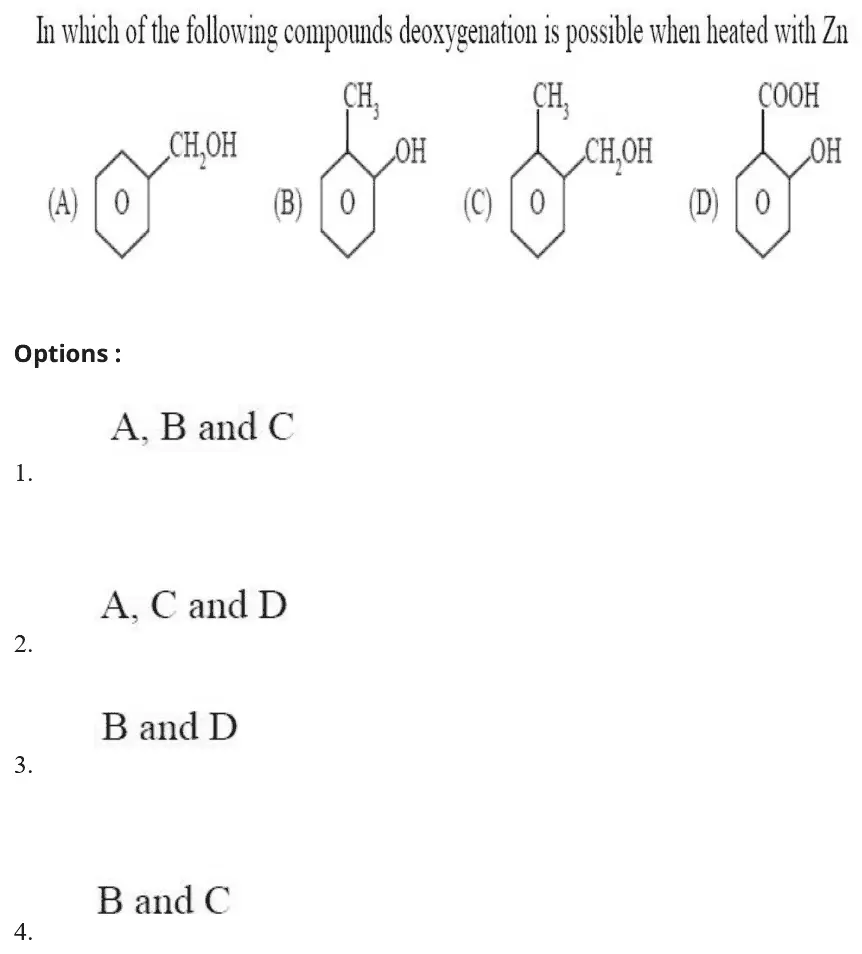 In which of the following compounds deoxygenation is possible when heated with Zn
CH₃ CH₃ COOH
CH₂OH OH CH₂OH OH
(A) O (B) O (C) O (D) O
Options :
A, B and C
1.
A, C and D
2.
B and D
3.
B and C
4.